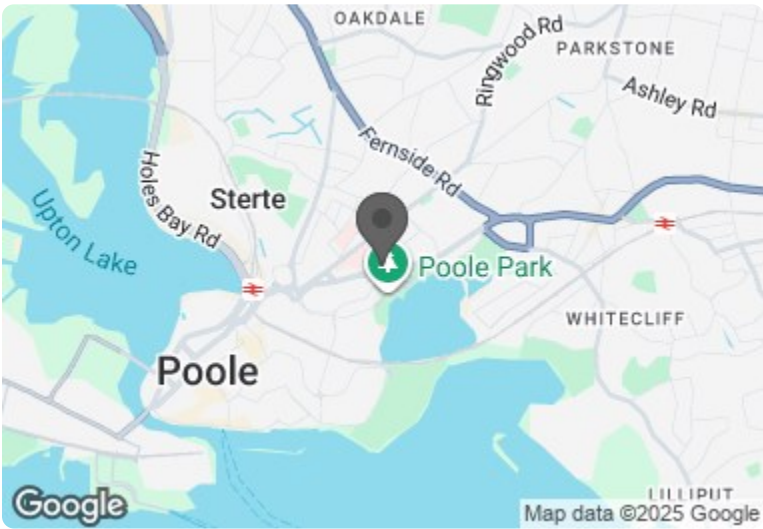 OAKDALE
Ringwood Rd
PARKSTONE
Ashley Rd
Fernside Rd
Holes Bay Rd
Sterte
Upton Lake
Poole Park
WHITECLIFF
Poole
LILLIPUT
Google
Map data ©2025 Google